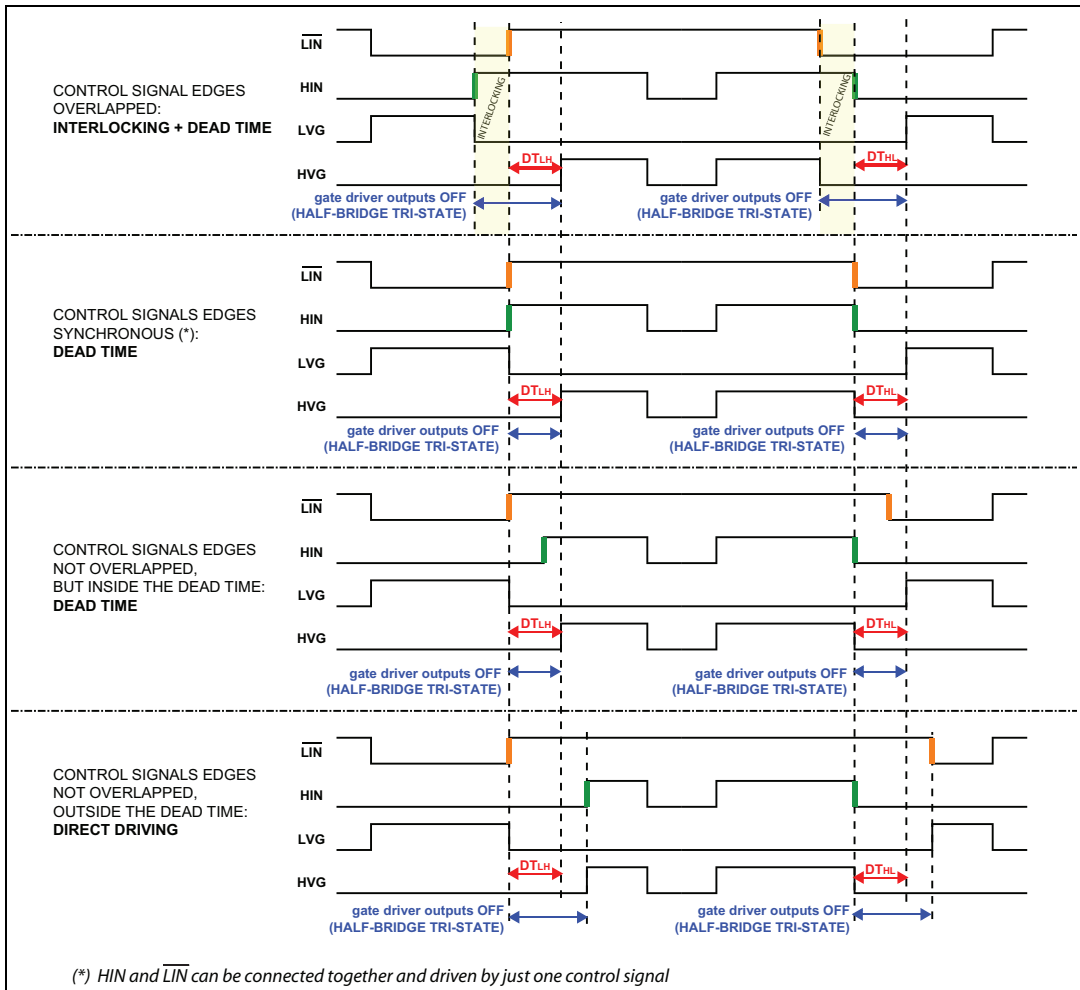 CONTROL SIGNAL EDGES
OVERLAPPED:
INTERLOCKING + DEAD TIME
LIN
HIN
LVG
HVG
INTERLOCKING
INTERLOCKING
DTLH
DTHL
gate driver outputs OFF
(HALF-BRIDGE TRI-STATE)
gate driver outputs OFF
(HALF-BRIDGE TRI-STATE)
CONTROL SIGNALS EDGES
SYNCHRONOUS (*):
DEAD TIME
LIN
HIN
LVG
HVG
DTLH
DTHL
gate driver outputs OFF
(HALF-BRIDGE TRI-STATE)
gate driver outputs OFF
(HALF-BRIDGE TRI-STATE)
CONTROL SIGNALS EDGES
NOT OVERLAPPED,
BUT INSIDE THE DEAD TIME:
DEAD TIME
LIN
HIN
LVG
HVG
DTLH
DTHL
gate driver outputs OFF
(HALF-BRIDGE TRI-STATE)
gate driver outputs OFF
(HALF-BRIDGE TRI-STATE)
CONTROL SIGNALS EDGES
NOT OVERLAPPED,
OUTSIDE THE DEAD TIME:
DIRECT DRIVING
LIN
HIN
LVG
HVG
DTLH
DTHL
gate driver outputs OFF
(HALF-BRIDGE TRI-STATE)
gate driver outputs OFF
(HALF-BRIDGE TRI-STATE)
(*) HIN and LIN can be connected together and driven by just one control signal